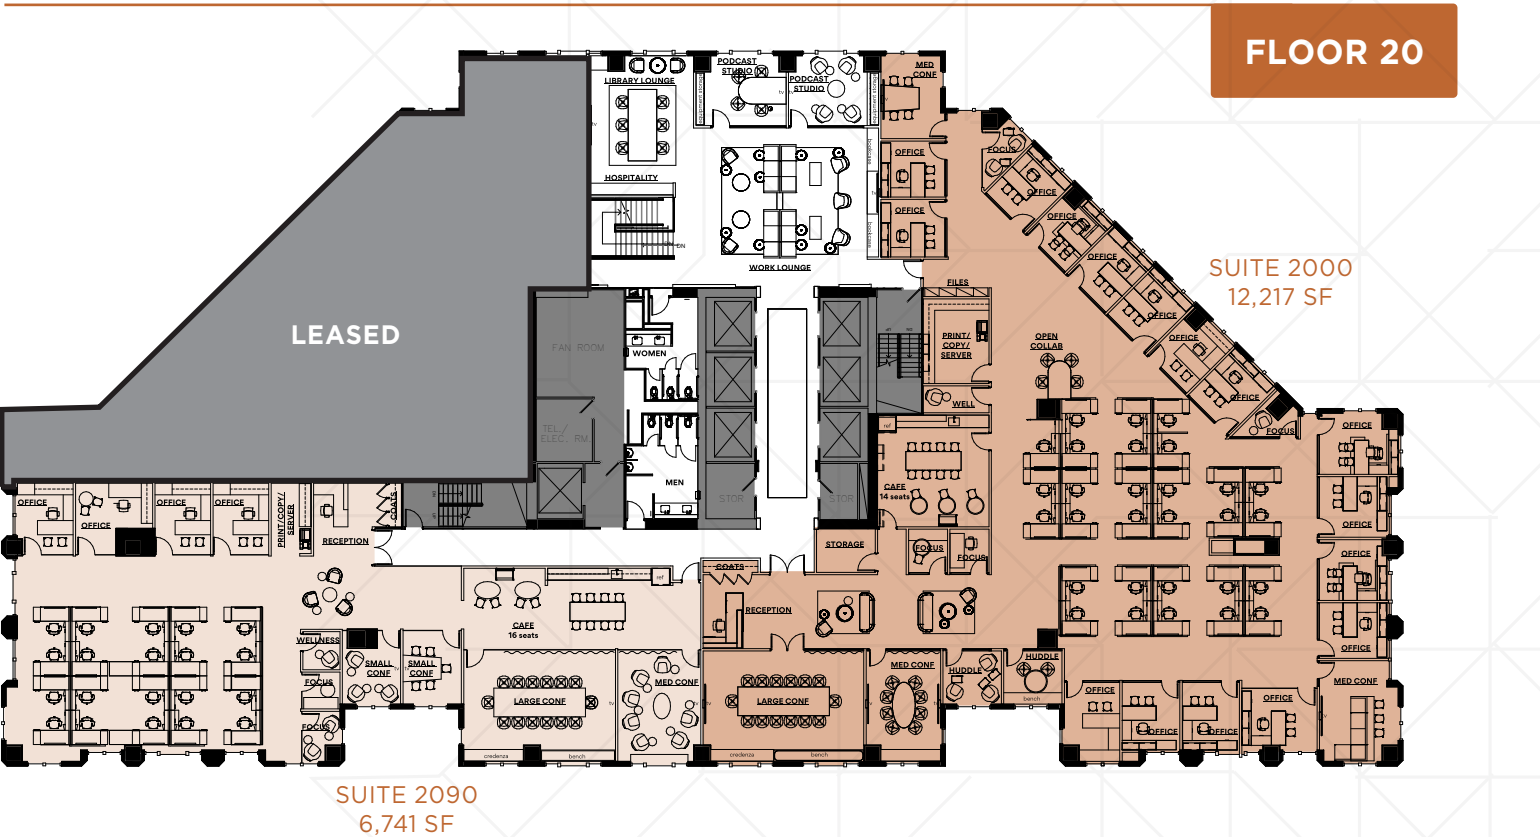 FLOOR 20
PODCAST
STUDIO
LIBRARY LOUNGE
PODCAST
STUDIO
MED
CONF
OFFICE
FOCUS
HOSPITALITY
OFFICE
OFFICE
OFFICE
WORK LOUNGE
OFFICE
SUITE 2000
12,217 SF
FILES
OFFICE
OFFICE
OFFICE
FOCUS
LEASED
FAN ROOM
WOMEN
PRINT/
COPY/
SERVER
OPEN
COLLAB
WELL
ref
TEL./
ELEC. RM.
MEN
STOR
STOR
CAFE
14 seats
OFFICE
OFFICE
OFFICE
OFFICE
OFFICE
OFFICE
OFFICE
OFFICE
PRINT/COPY/
SERVER
COATS
RECEPTION
STORAGE
FOCUS
FOCUS
COATS
ref
RECEPTION
CAFE
16 seats
WELLNESS
SMALL
CONF
SMALL
CONF
FOCUS
FOCUS
MED CONF
LARGE CONF
LARGE CONF
MED CONF
HUDDLE
HUDDLE
bench
OFFICE
OFFICE
OFFICE
OFFICE
MED CONF
credenza
bench
credenza
bench
SUITE 2090
6,741 SF